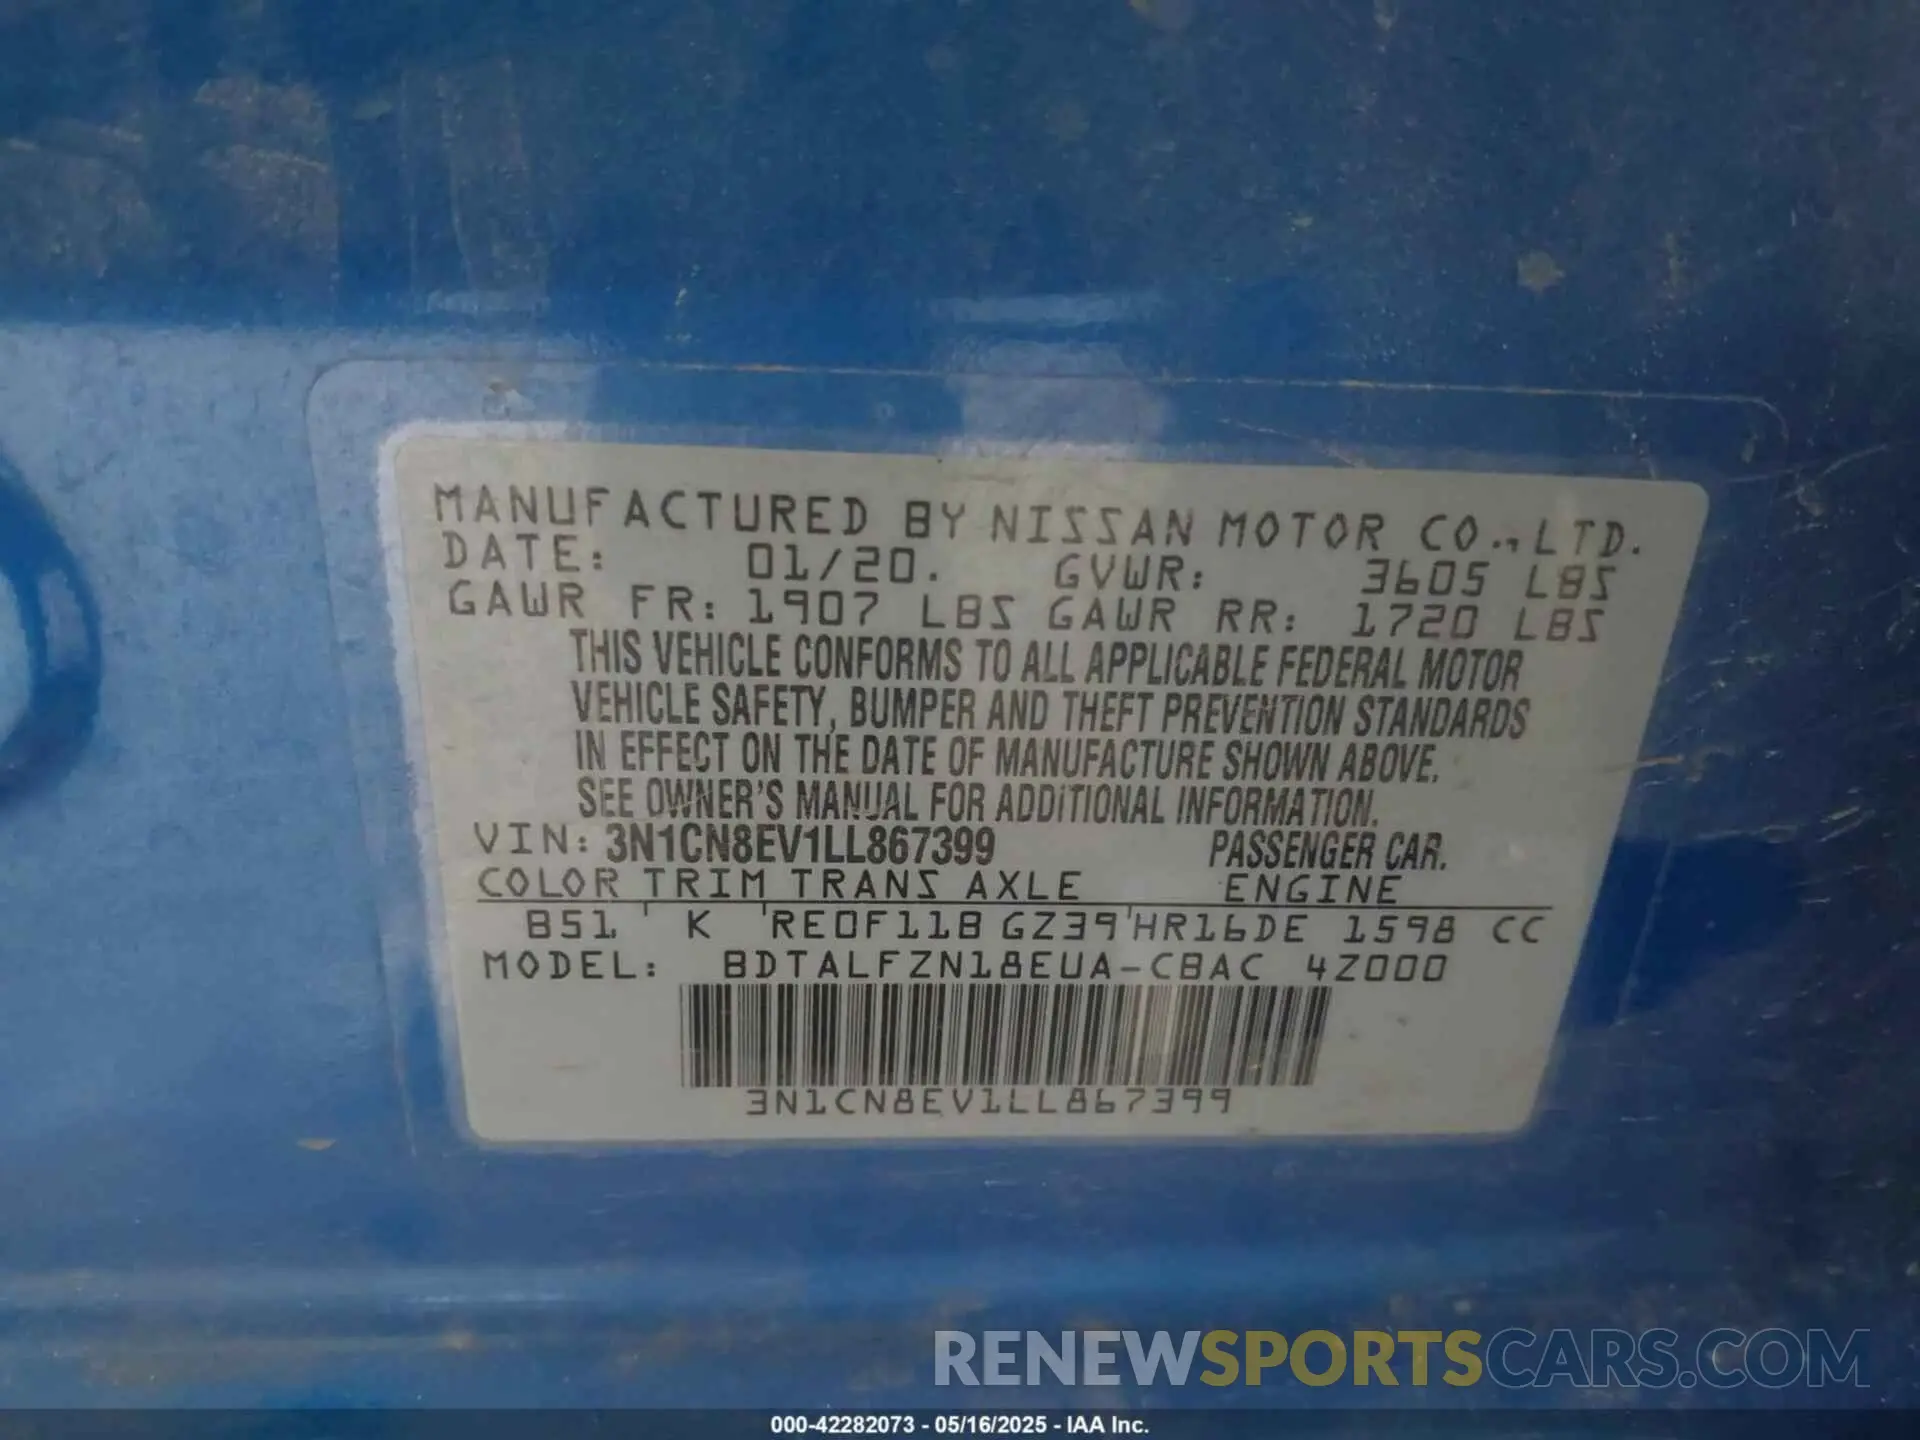 MANUFACTURED BY NISSAN MOTOR CO., LTD.
DATE: 01/20. GVWR: 3605 LBS
GAWR FR: 1907 LBS GAWR RR: 1720 LBS
THIS VEHICLE CONFORMS TO ALL APPLICABLE FEDERAL MOTOR
VEHICLE SAFETY, BUMPER AND THEFT PREVENTION STANDARDS
IN EFFECT ON THE DATE OF MANUFACTURE SHOWN ABOVE.
SEE OWNER'S MANUAL FOR ADDITIONAL INFORMATION.
VIN: 3N1CN8EV1LL867399 PASSENGER CAR.
COLOR TRIM TRANS AXLE ENGINE
B51 K RE0F11B GZ39 HR16DE 1598 CC
MODEL: BDTALFZN18EUA-CBAC 4Z000
3N1CN8EV1LL867399
RENEWSPORTSCARS.COM
000-42282073 - 05/16/2025 - IAA Inc.